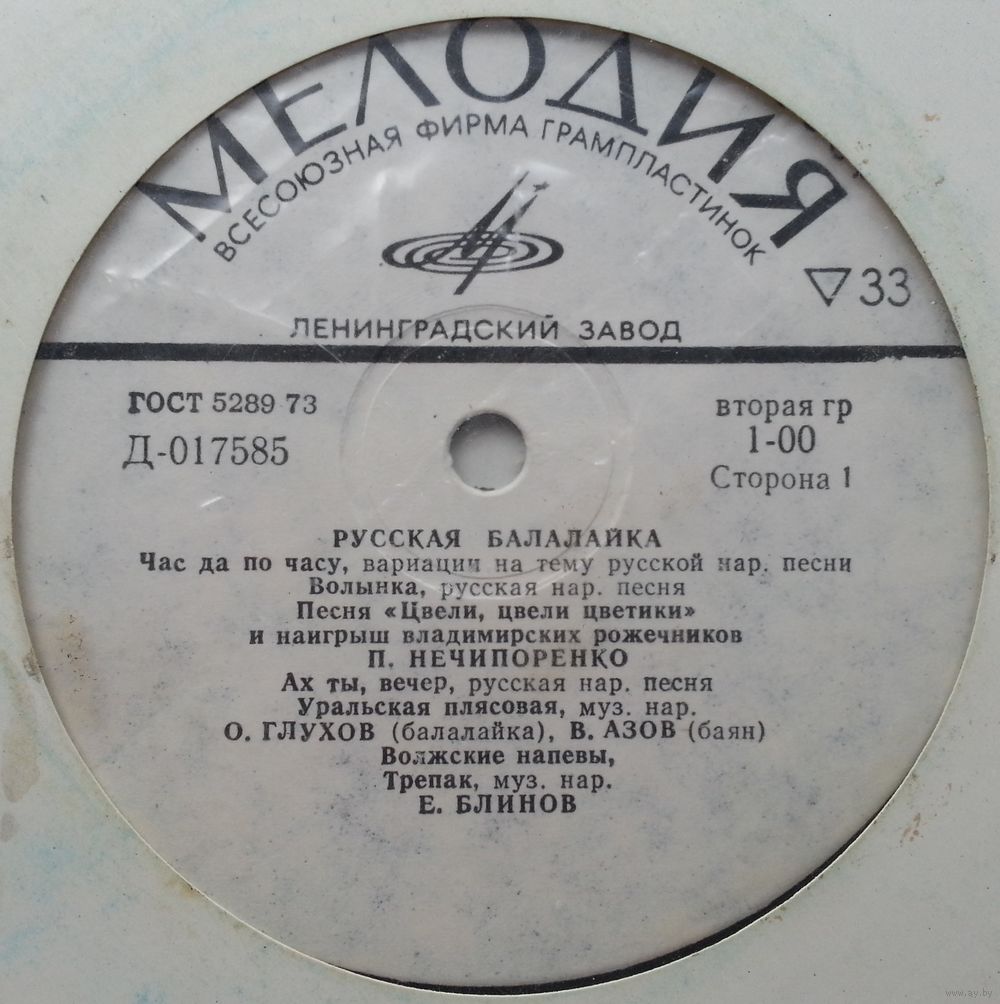 МЕЛОДИЯ
ВСЕСОЮЗНАЯ ФИРМА ГРАМПЛАСТИНОК
33
ЛЕНИНГРАДСКИЙ ЗАВОД
ГОСТ 5289 73
Д-017585
вторая гр
1-00
Сторона 1
РУССКАЯ БАЛАЛАЙКА
Час да по часу, вариации на тему русской нар. песни
Волынка, русская нар. песня
Песня «Цвели, цвели цветики»
и наигрыш владимирских рожечников
П. НЕЧИПОРЕНКО
Ах ты, вечер, русская нар. песня
Уральская плясовая, муз. нар.
О. ГЛУХОВ (балалайка), В. АЗОВ (баян)
Волжские напевы,
Трепак, муз. нар.
Е. БЛИНОВ
www.ay.by